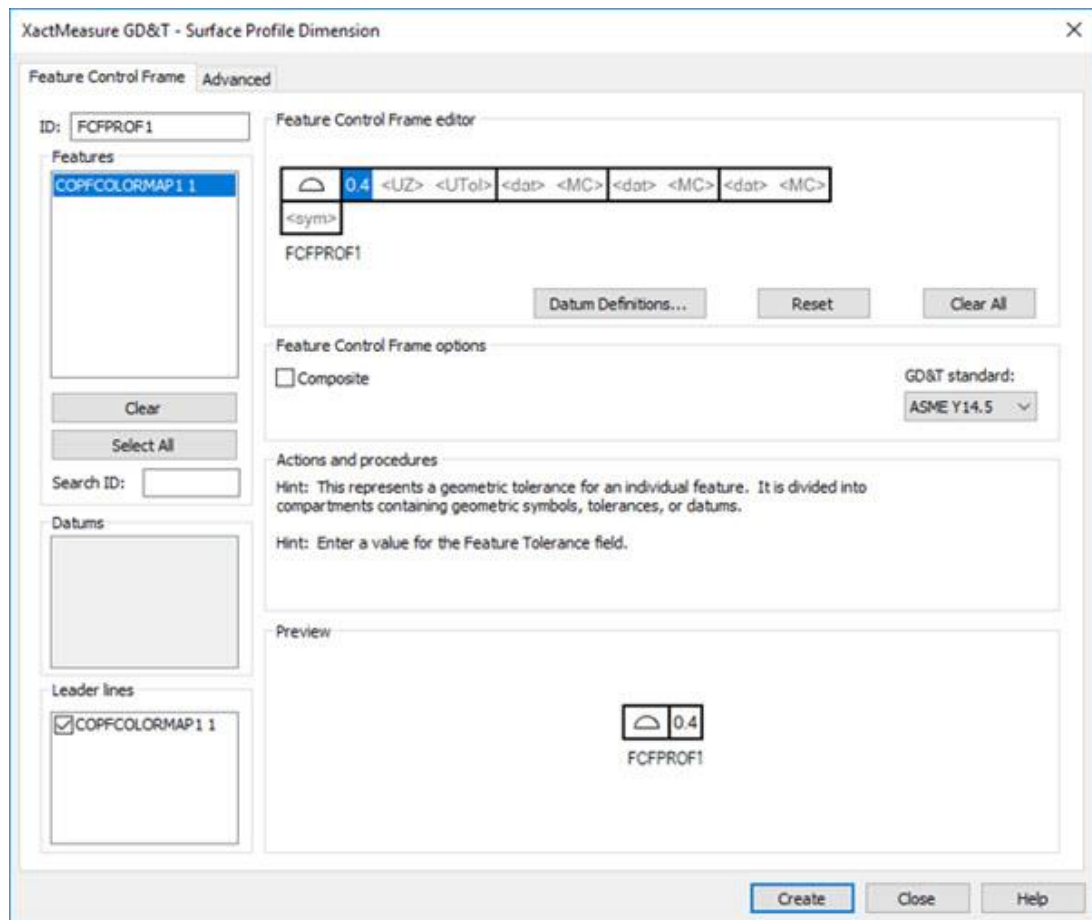 XactMeasure GD&T - Surface Profile Dimension
Feature Control Frame Advanced
ID: FCFPROF1
Features
COPFCOLORMAP1 1
Clear
Select All
Search ID:
Datums
Leader lines
COPFCOLORMAP1 1
Feature Control Frame editor
0.4 <UZ> <UTol> <dat> <MC> <dat> <MC> <dat> <MC>
<sym>
FCFPROF1
Datum Definitions... Reset Clear All
Feature Control Frame options
Composite
GD&T standard:
ASME Y14.5
Actions and procedures
Hint: This represents a geometric tolerance for an individual feature. It is divided into
compartments containing geometric symbols, tolerances, or datums.
Hint: Enter a value for the Feature Tolerance field.
Preview
0.4
FCFPROF1
Create Close Help